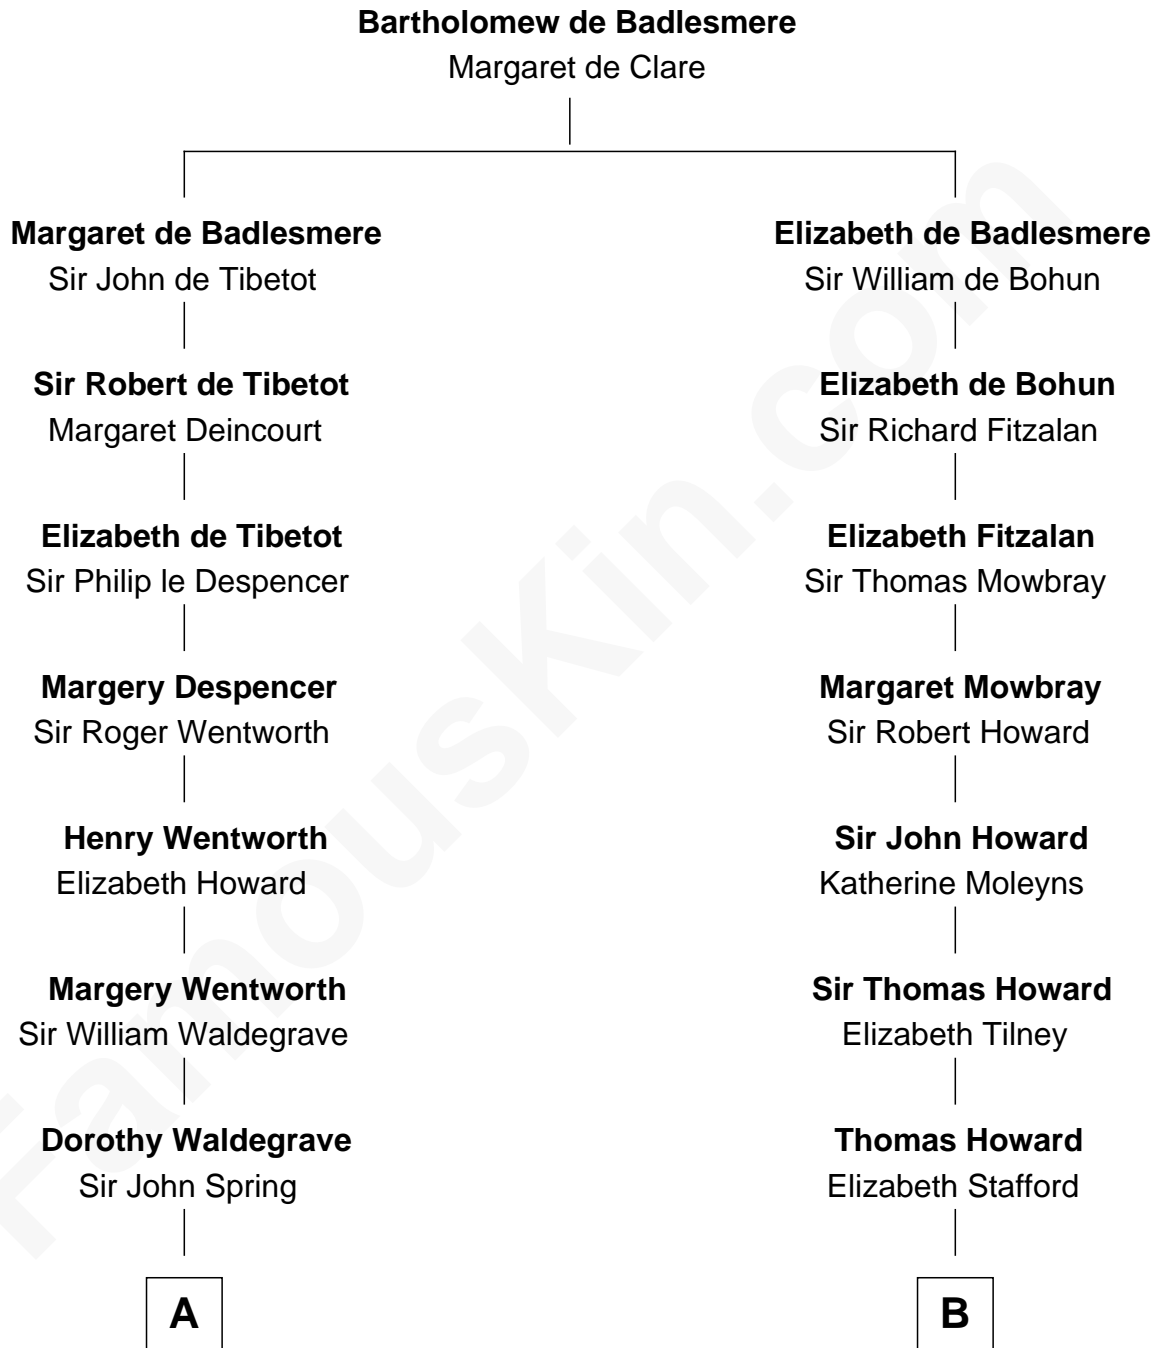 Bartholomew de Badlesmere
Margaret de Clare
Margaret de Badlesmere
Sir John de Tibetot
Elizabeth de Badlesmere
Sir William de Bohun
Sir Robert de Tibetot
Margaret Deincourt
Elizabeth de Bohun
Sir Richard Fitzalan
Elizabeth de Tibetot
Sir Philip le Despencer
Elizabeth Fitzalan
Sir Thomas Mowbray
Margery Despencer
Sir Roger Wentworth
Margaret Mowbray
Sir Robert Howard
Henry Wentworth
Elizabeth Howard
Sir John Howard
Katherine Moleyns
Margery Wentworth
Sir William Waldegrave
Sir Thomas Howard
Elizabeth Tilney
Dorothy Waldegrave
Sir John Spring
Thomas Howard
Elizabeth Stafford
A
B
FamousKin.com